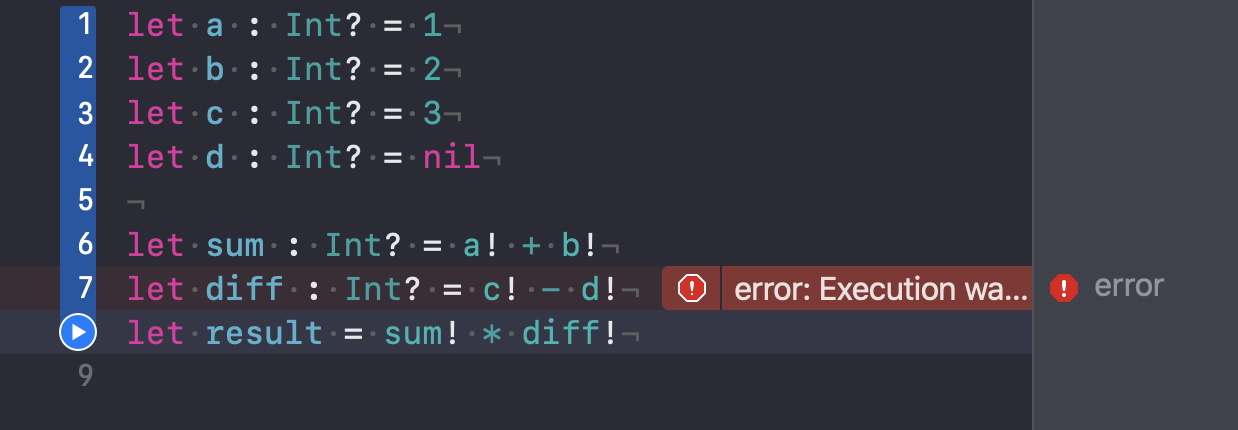 1 let a : Int? = 1¬
2 let b : Int? = 2¬
3 let c : Int? = 3¬
4 let d : Int? = nil¬
5 ¬
6 let sum : Int? = a! + b!¬
7 let diff : Int? = c! - d!¬ error: Execution wa... error
let result = sum! * diff!¬
9